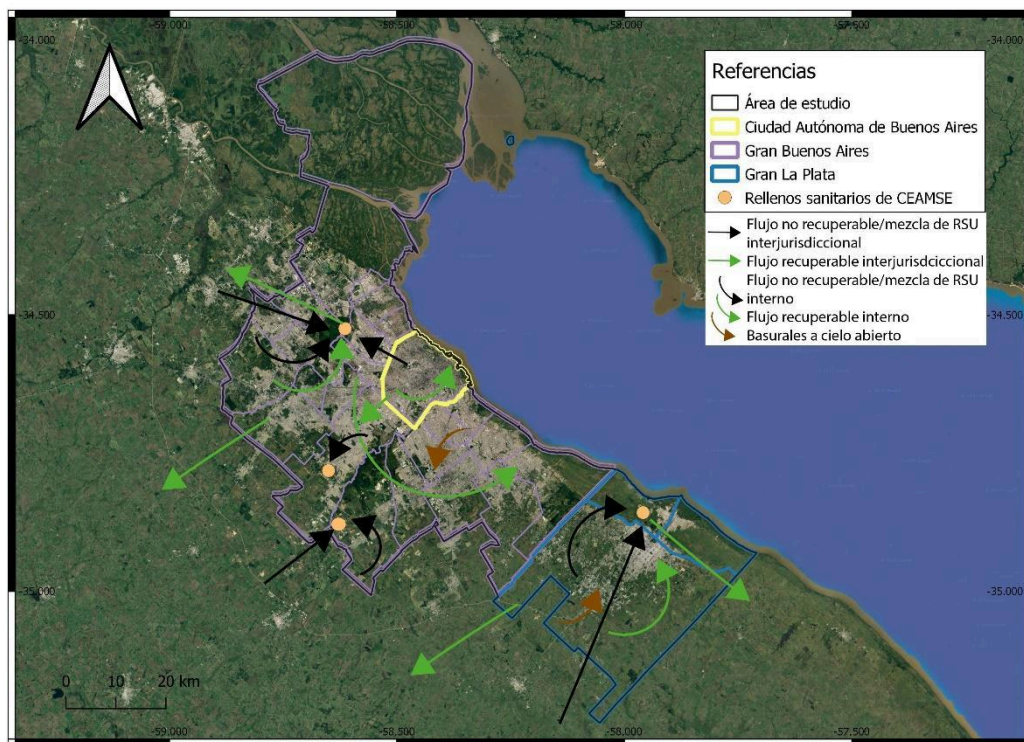 -59.000
-58.500
-58.000
-57.500
-34.000
-34.000
Referencias
Área de estudio
Ciudad Autónoma de Buenos Aires
Gran Buenos Aires
Gran La Plata
Rellenos sanitarios de CEAMSE
Flujo no recuperable/mezcla de RSU
interjurisdiccional
Flujo recuperable interjurisdcciccional
Flujo no recuperable/mezcla de RSU
interno
Flujo recuperable interno
Basurales a cielo abierto
-34.500
-34.500
-35.000
-35.000
0 10 20 km
-59.000
-58.500
-58.000
-57.500